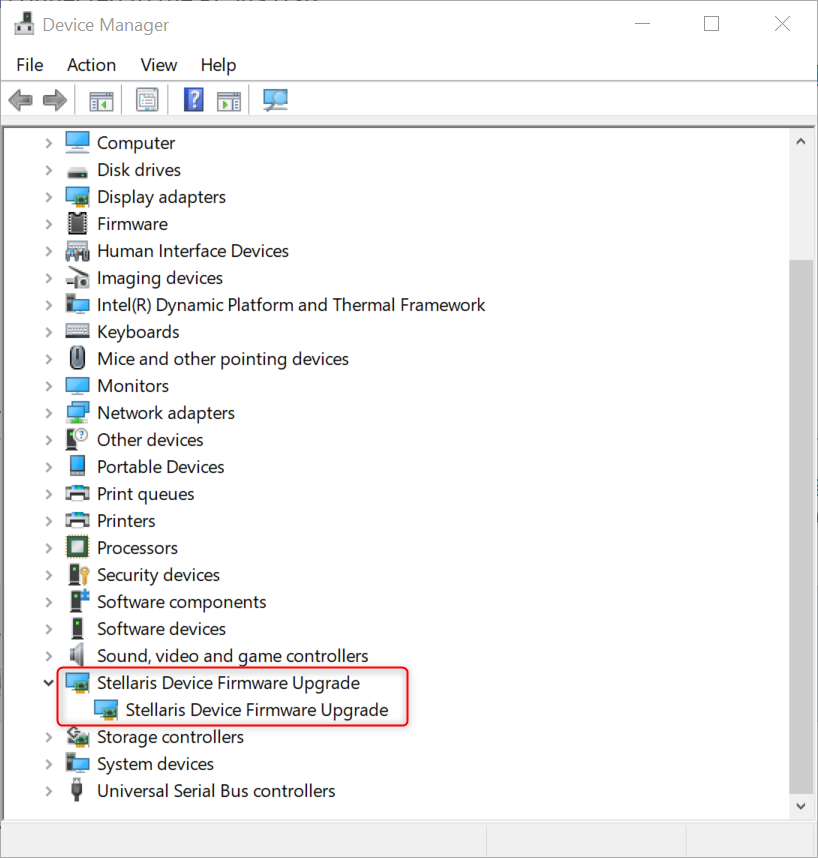 Device Manager
File Action View Help
Computer
Disk drives
Display adapters
Firmware
Human Interface Devices
Imaging devices
Intel(R) Dynamic Platform and Thermal Framework
Keyboards
Mice and other pointing devices
Monitors
Network adapters
Other devices
Portable Devices
Print queues
Printers
Processors
Security devices
Software components
Software devices
Sound, video and game controllers
Stellaris Device Firmware Upgrade
Stellaris Device Firmware Upgrade
Storage controllers
System devices
Universal Serial Bus controllers